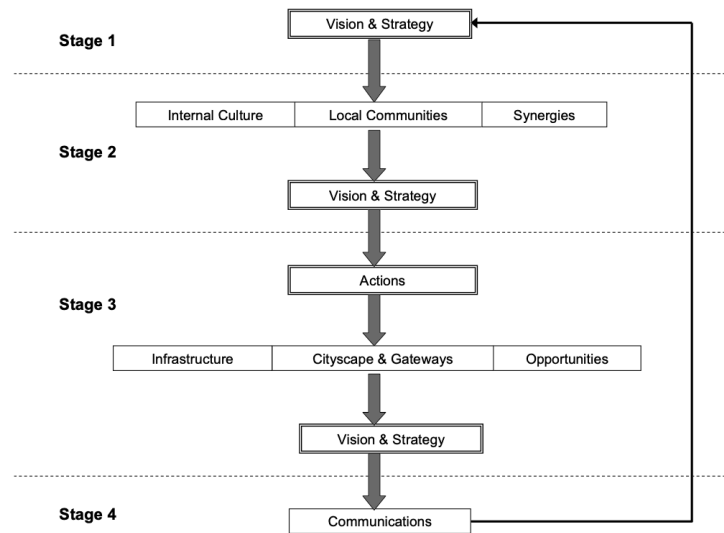 Vision & Strategy
Stage 1
Internal Culture
Local Communities
Synergies
Stage 2
Vision & Strategy
Actions
Stage 3
Infrastructure
Cityscape & Gateways
Opportunities
Vision & Strategy
Stage 4
Communications